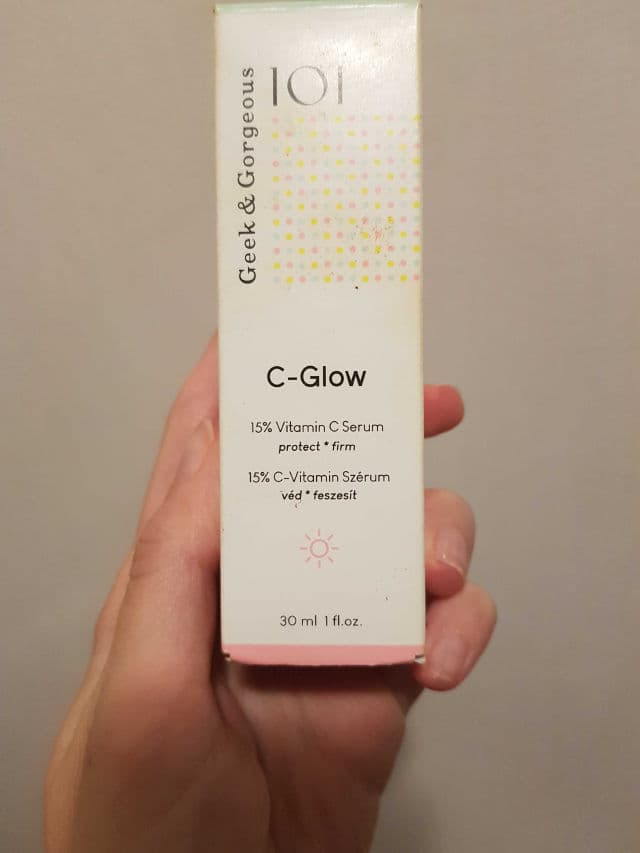 Geek & Gorgeous
101
C-Glow
15% Vitamin C Serum
protect * firm
15% C-Vitamin Szérum
véd * feszesít
30 ml 1 fl.oz.